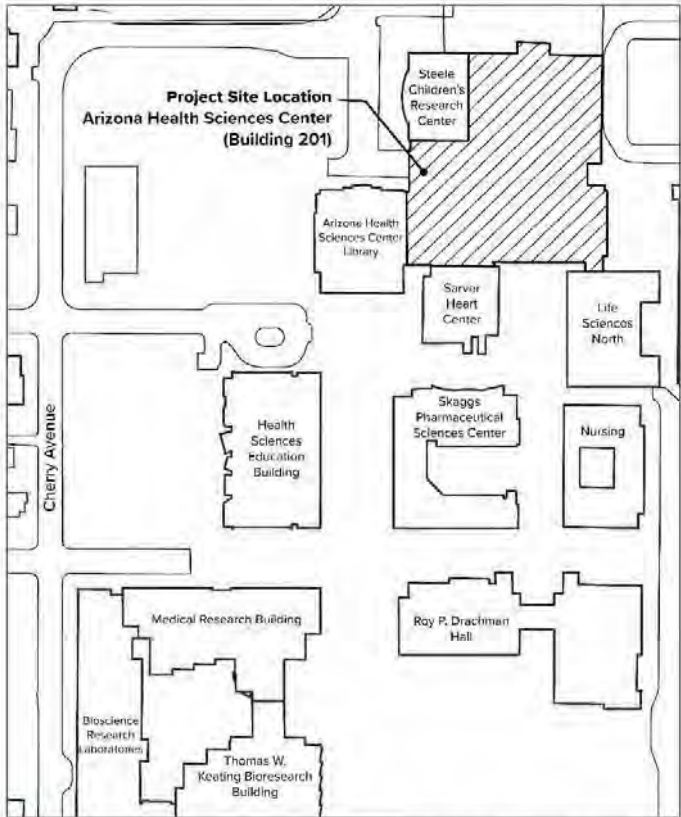 Steele
Children's
Research
Center
Project Site Location
Arizona Health Sciences Center
(Building 201)
Arizona Health
Sciences Center
Library
Sarver
Heart
Center
Life
Sciences
North
Cherry Avenue
Health
Sciences
Education
Building
Skaggs
Pharmaceutical
Sciences Center
Nursing
Medical Research Building
Roy P. Drachman
Hall
Bioscience
Research
Laboratories
Thomas W.
Keating Bioresearch
Building